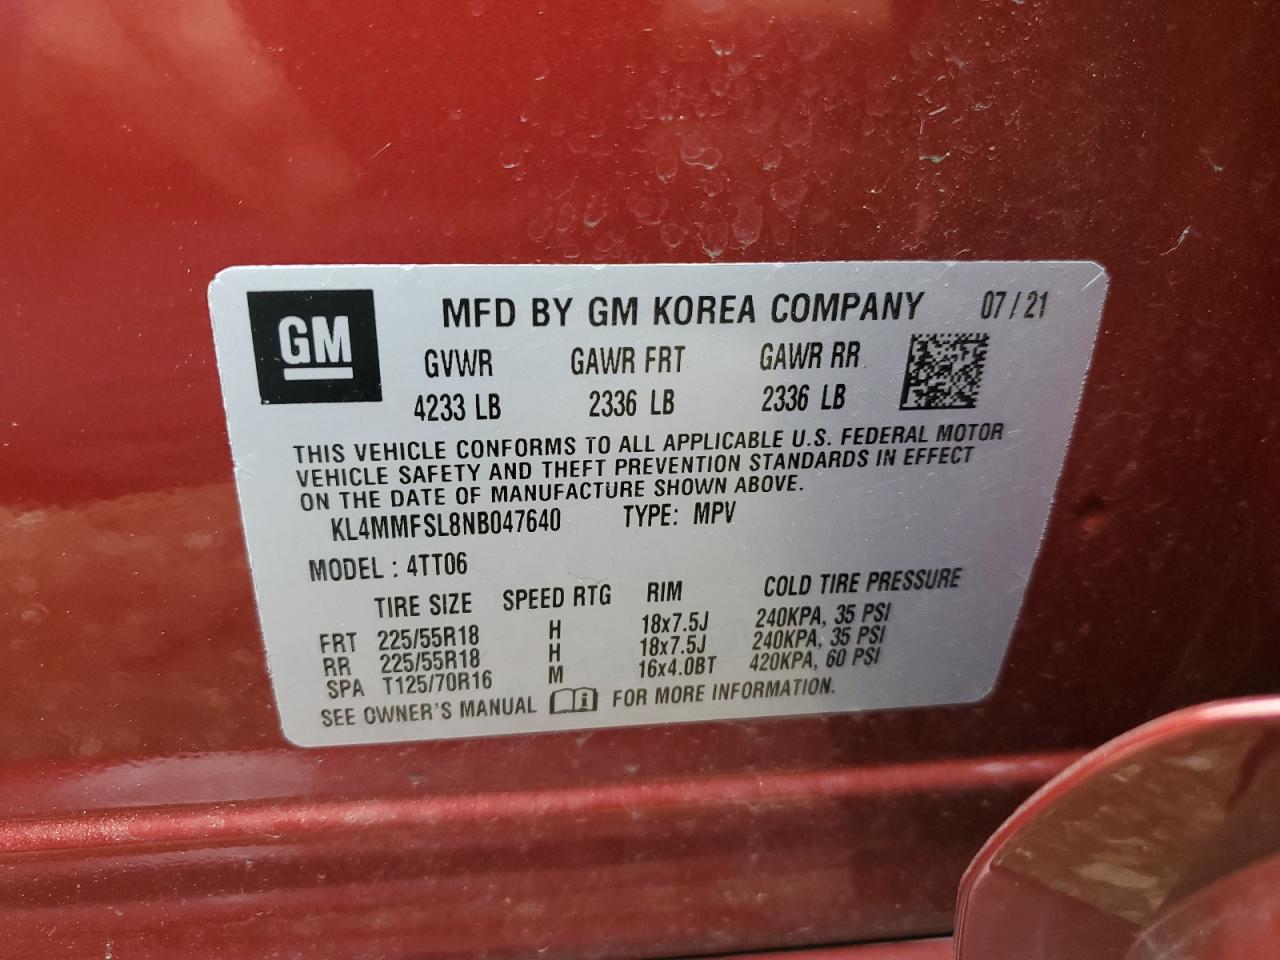 GM
MFD BY GM KOREA COMPANY 07/21
GVWR GAWR FRT GAWR RR
4233 LB 2336 LB 2336 LB
THIS VEHICLE CONFORMS TO ALL APPLICABLE U.S. FEDERAL MOTOR
VEHICLE SAFETY AND THEFT PREVENTION STANDARDS IN EFFECT
ON THE DATE OF MANUFACTURE SHOWN ABOVE.
KL4MMFSL8NB047640 TYPE: MPV
MODEL : 4TT06
TIRE SIZE SPEED RTG RIM COLD TIRE PRESSURE
FRT 225/55R18 H 18x7.5J 240KPA, 35 PSI
RR 225/55R18 H 18x7.5J 240KPA, 35 PSI
SPA T125/70R16 M 16x4.0BT 420KPA, 60 PSI
SEE OWNER'S MANUAL FOR MORE INFORMATION.